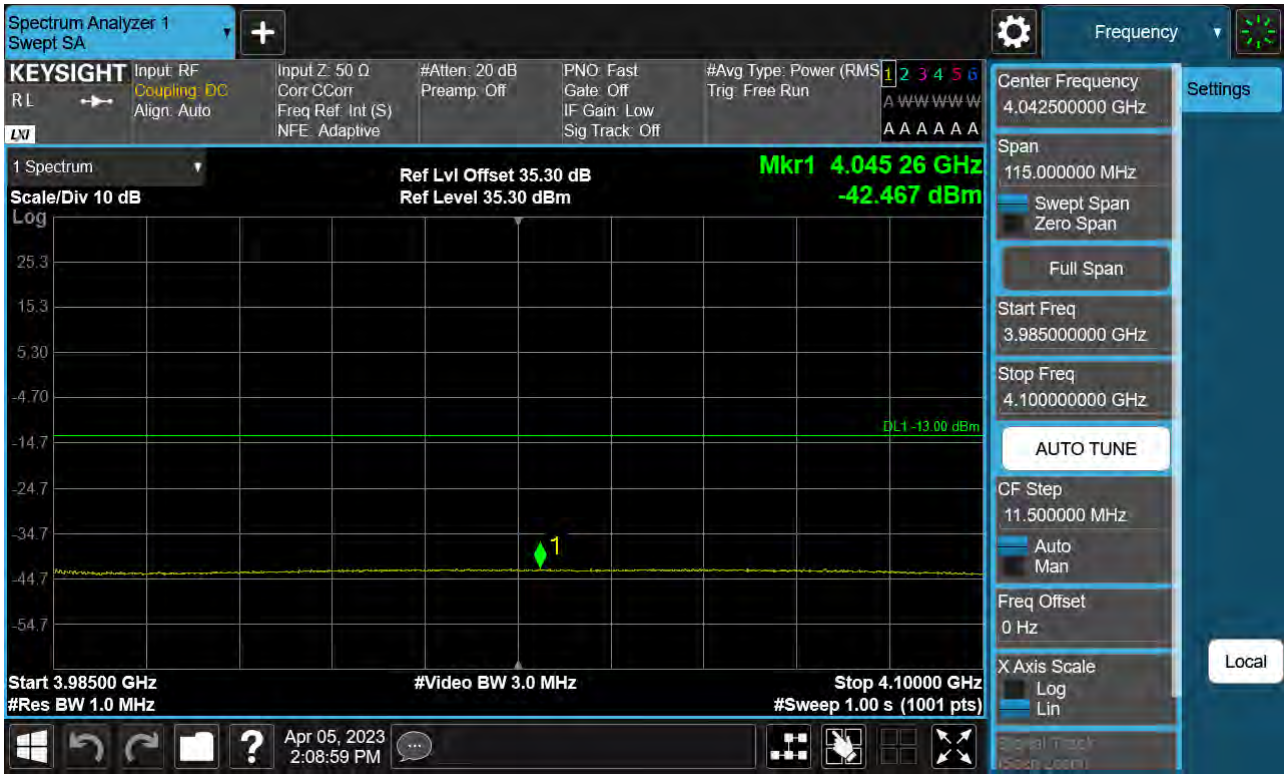 Spectrum Analyzer 1
Swept SA
+
Frequency
KEYSIGHT
RL
LXI
Input: RF
Coupling: DC
Align: Auto
Input Z: 50 Ω
Corr CCorr
Freq Ref: Int (S)
NFE: Adaptive
#Atten: 20 dB
Preamp: Off
PNO: Fast
Gate: Off
IF Gain: Low
Sig Track: Off
#Avg Type: Power (RMS
Trig: Free Run
1 2 3 4 5 6
A W W W W W
A A A A A A
1 Spectrum
Scale/Div 10 dB
Log
Ref Lvl Offset 35.30 dB
Ref Level 35.30 dBm
Mkr1 4.045 26 GHz
-42.467 dBm
25.3
15.3
5.30
-4.70
DL1 -13.00 dBm
-14.7
-24.7
-34.7
1
-44.7
-54.7
Start 3.98500 GHz
#Res BW 1.0 MHz
#Video BW 3.0 MHz
Stop 4.10000 GHz
#Sweep 1.00 s (1001 pts)
Center Frequency
4.042500000 GHz
Settings
Span
115.000000 MHz
Swept Span
Zero Span
Full Span
Start Freq
3.985000000 GHz
Stop Freq
4.100000000 GHz
AUTO TUNE
CF Step
11.500000 MHz
Auto
Man
Freq Offset
0 Hz
X Axis Scale
Log
Lin
Local
Signal Track
(Span Zoom)
?
Apr 05, 2023
2:08:59 PM